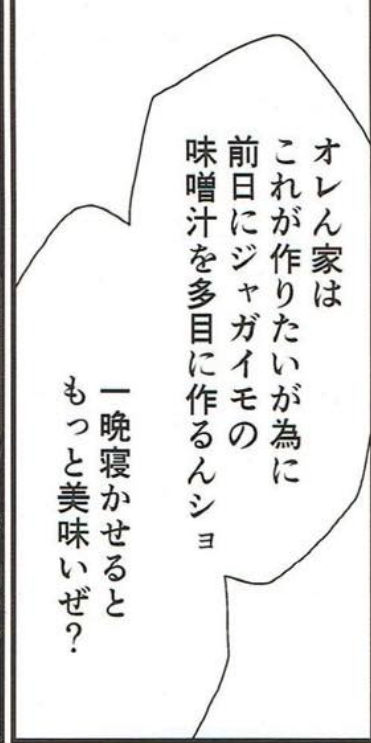 オレん家は
これが作りたいが為に
前日にジャガイモの
味噌汁を多目に作るんショ
一晩寝かせると
もっと美味いぜ?